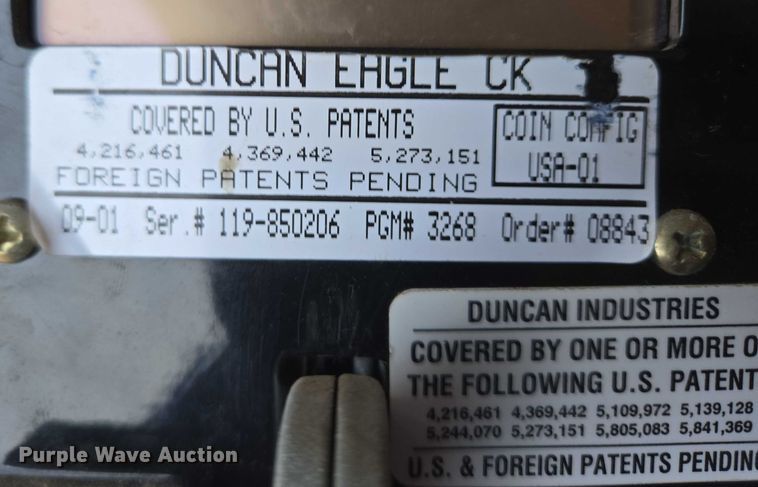 DUNCAN EAGLE CK
COVERED BY U.S. PATENTS
4,216,461 4,369,442 5,273,151
FOREIGN PATENTS PENDING
COIN CONFIG
USA-01
09-01 Ser.# 119-850206 PGM# 3268 Order# 08843
DUNCAN INDUSTRIES
COVERED BY ONE OR MORE O
THE FOLLOWING U.S. PATENT
4,216,461 4,369,442 5,109,972 5,139,128
5,244,070 5,273,151 5,805,083 5,841,369
U.S. & FOREIGN PATENTS PENDING
Purple Wave Auction